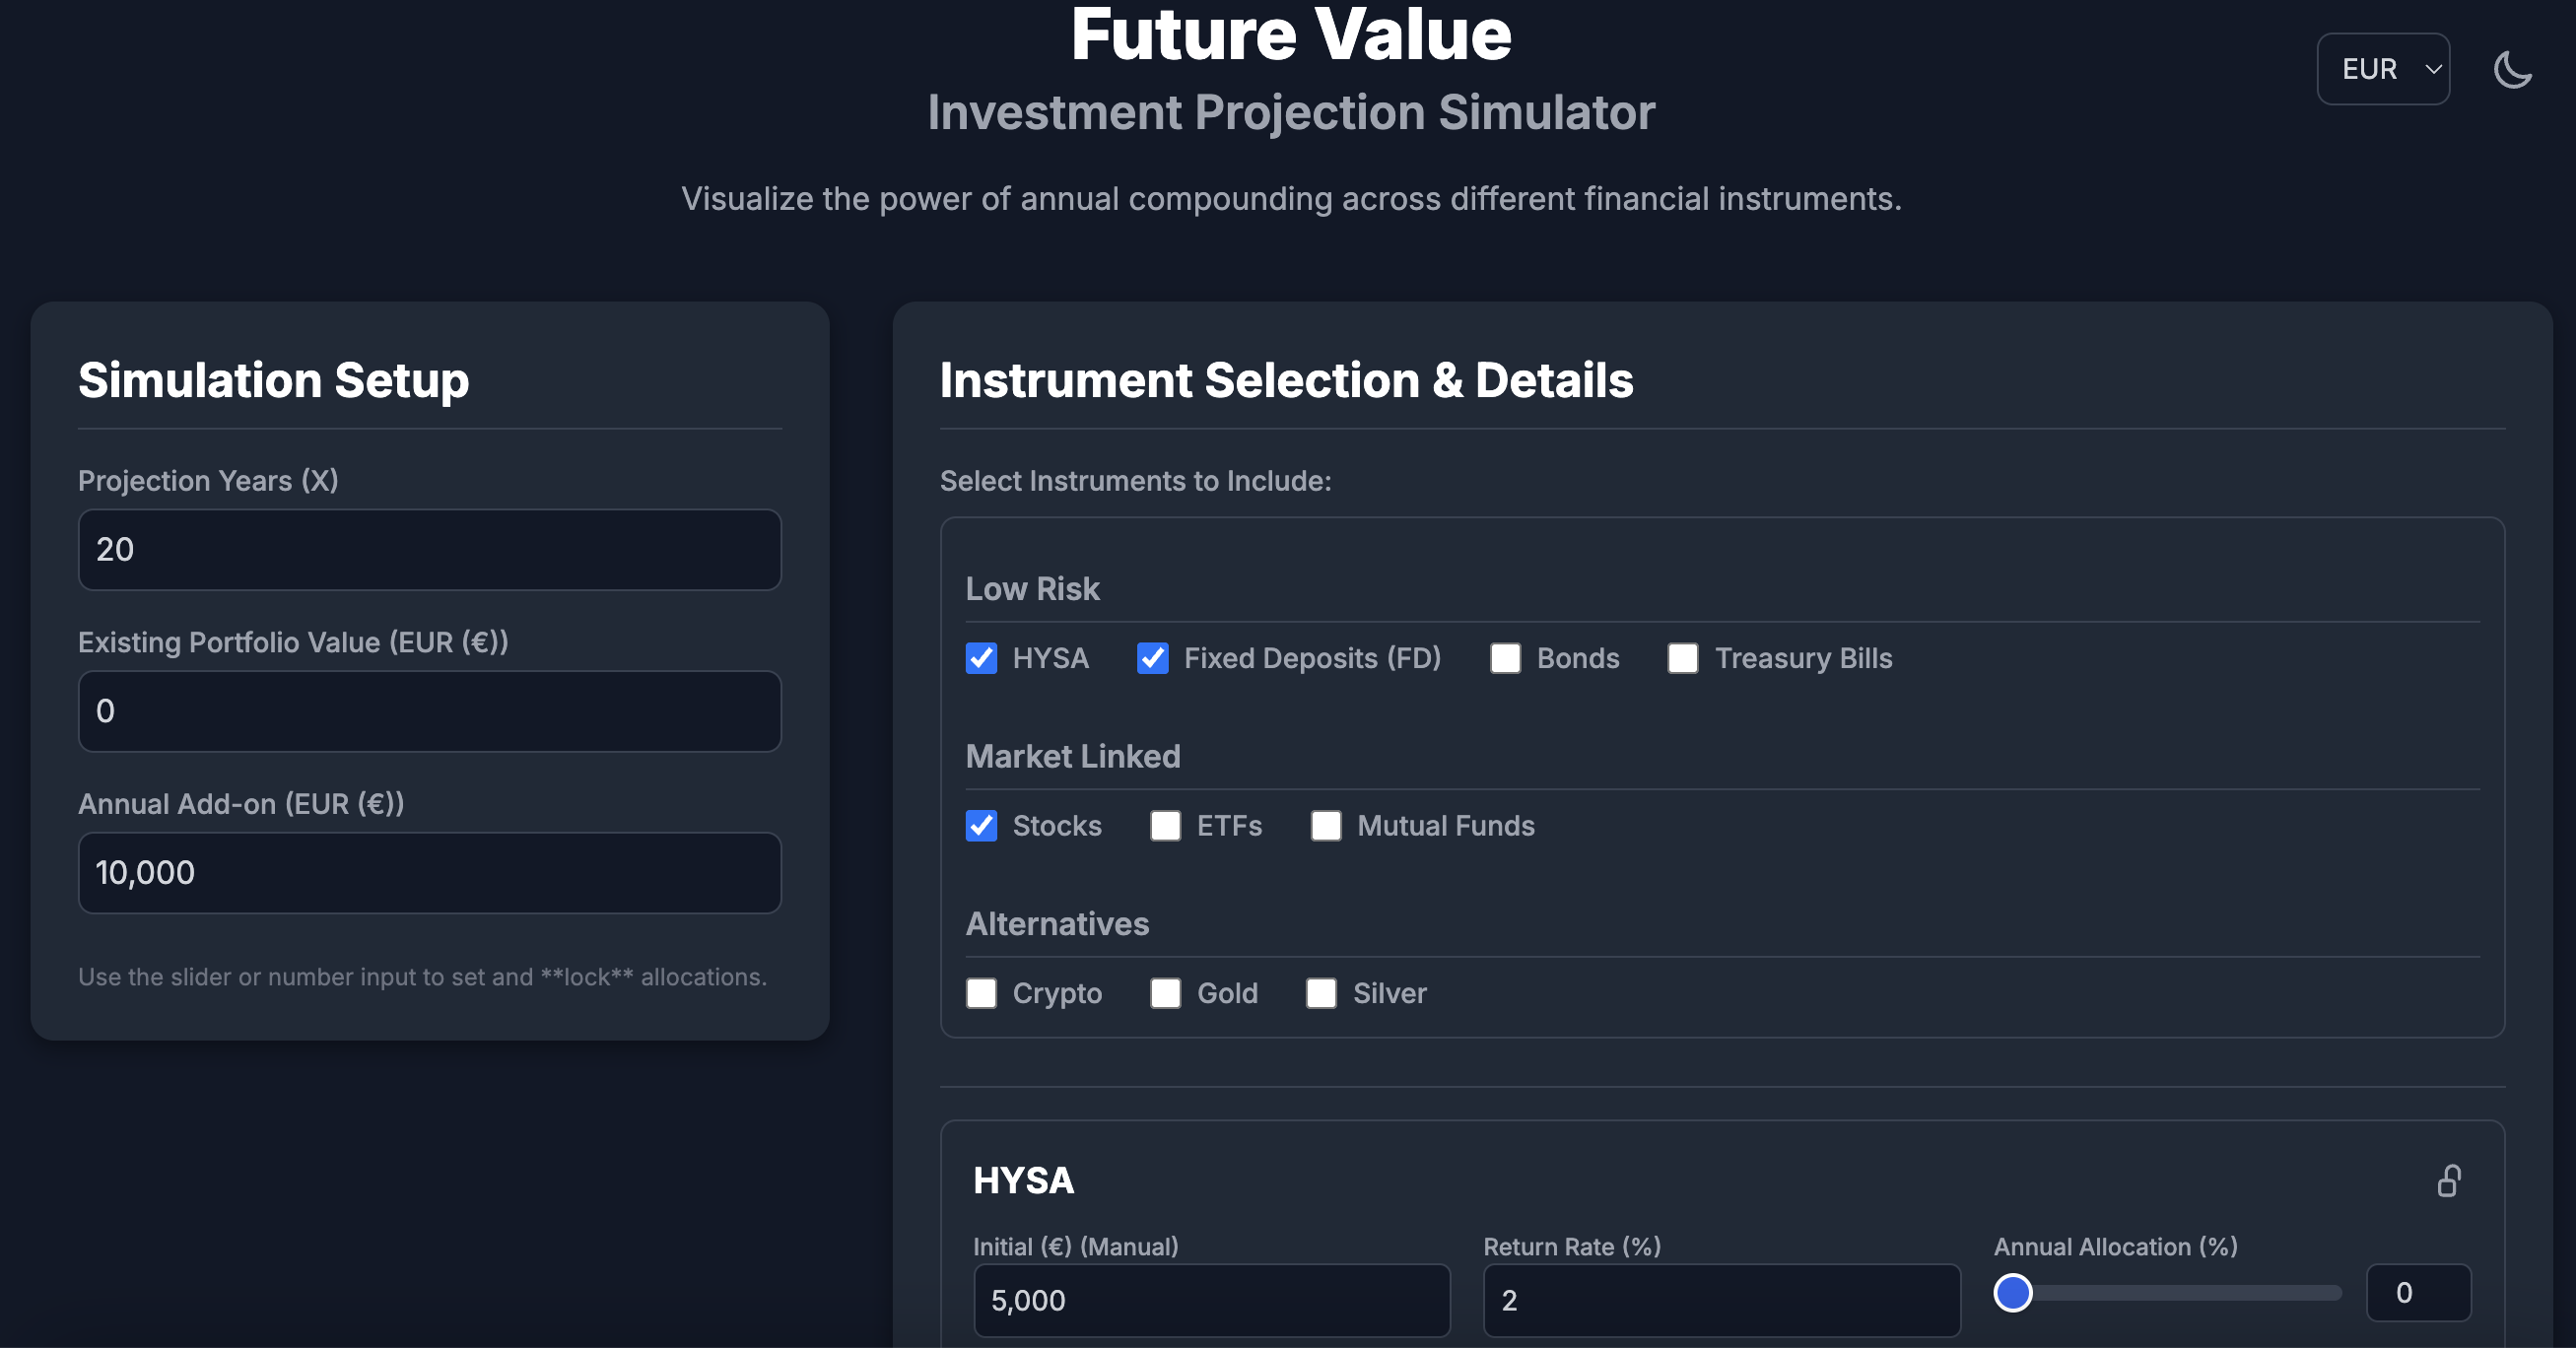 Future Value
EUR
Investment Projection Simulator
Visualize the power of annual compounding across different financial instruments.
Simulation Setup
Projection Years (X)
20
Existing Portfolio Value (EUR (€))
0
Annual Add-on (EUR (€))
10,000
Use the slider or number input to set and **lock** allocations.
Instrument Selection & Details
Select Instruments to Include:
Low Risk
HYSA Fixed Deposits (FD) Bonds Treasury Bills
Market Linked
Stocks ETFs Mutual Funds
Alternatives
Crypto Gold Silver
HYSA
Initial (€) (Manual) Return Rate (%) Annual Allocation (%)
5,000 2 0